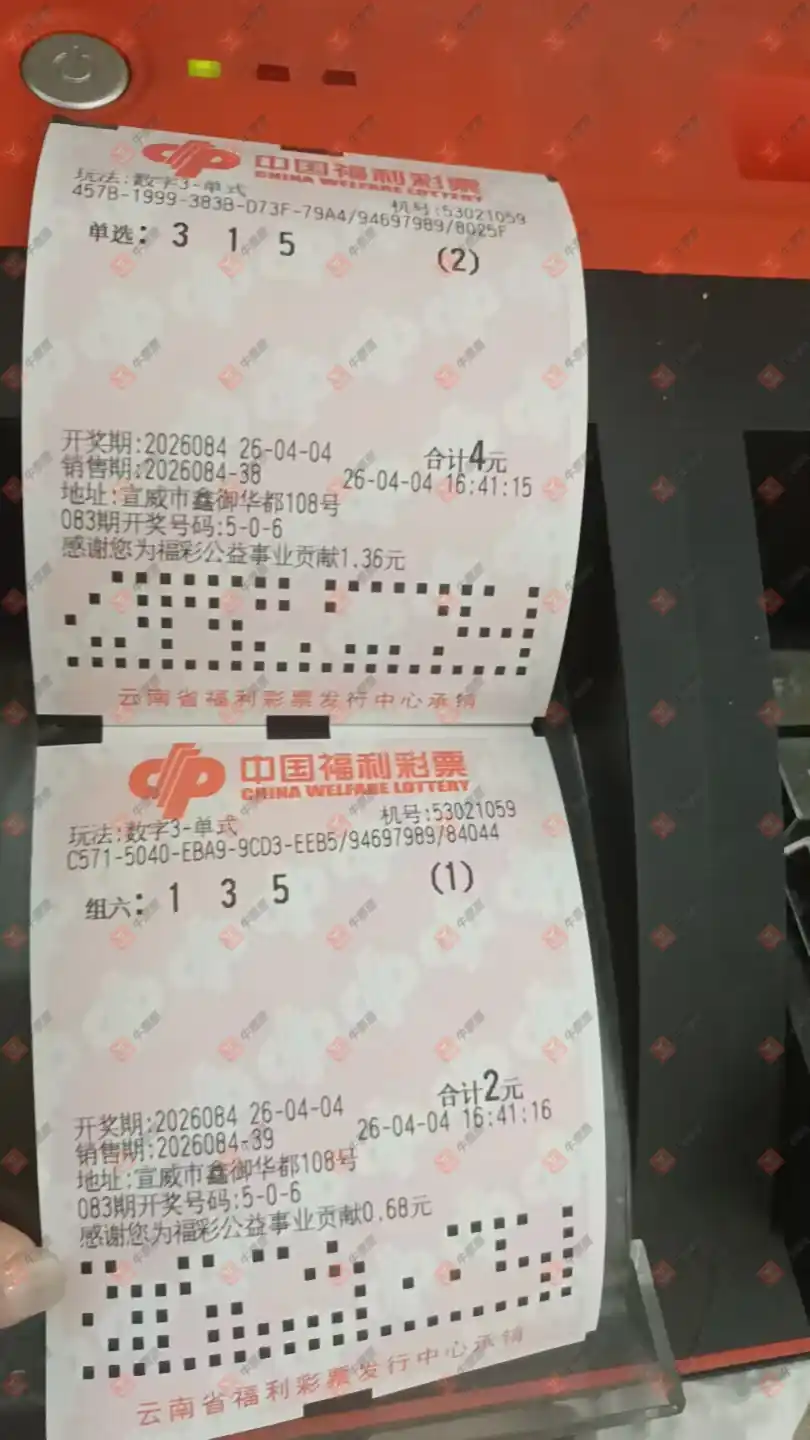 中国福利彩票
CHINA WELFARE LOTTERY
玩法:数字3-单式
机号:53021059
457B-1999-383B-D73F-79A4/94697989/8025F
单选: 3 1 5 (2)
开奖期:2026084 26-04-04 合计4元
销售期:2026084-38 26-04-04 16:41:15
地址:宣威市鑫御华都108号
083期开奖号码:5-0-6
感谢您为福彩公益事业贡献1.36元
云南省福利彩票发行中心承销
中国福利彩票
CHINA WELFARE LOTTERY
玩法:数字3-单式 机号:53021059
C571-5040-EBA9-9CD3-EEB5/94697989/84044
组六: 1 3 5 (1)
开奖期:2026084 26-04-04 合计2元
销售期:2026084-39 26-04-04 16:41:16
地址:宣威市鑫御华都108号
083期开奖号码:5-0-6
感谢您为福彩公益事业贡献0.68元
云南省福利彩票发行中心承销